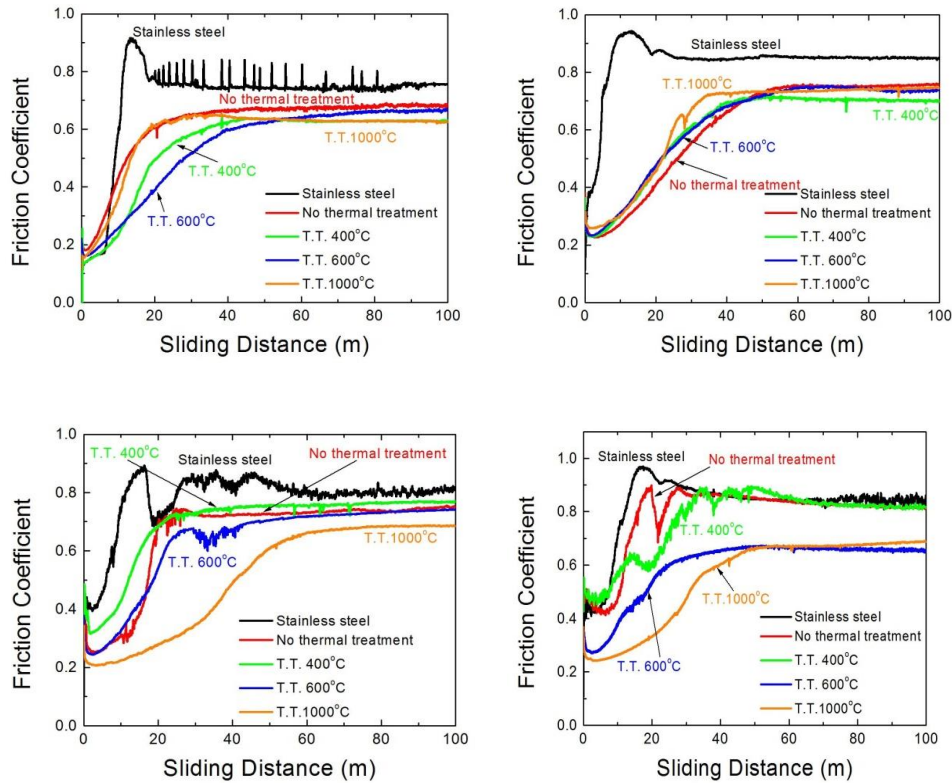 1.0
0.8
0.6
0.4
0.2
0.0
Friction Coefficient
Stainless steel
No thermal treatment
T.T.1000°C
T.T. 400°C
T.T. 600°C
Stainless steel
No thermal treatment
T.T. 400°C
T.T. 600°C
T.T.1000°C
0 20 40 60 80 100
Sliding Distance (m)
1.0
0.8
0.6
0.4
0.2
0.0
Friction Coefficient
Stainless steel
T.T.1000°C
T.T. 400°C
T.T. 600°C
No thermal treatment
Stainless steel
No thermal treatment
T.T. 400°C
T.T. 600°C
T.T.1000°C
0 20 40 60 80 100
Sliding Distance (m)
1.0
0.8
0.6
0.4
0.2
0.0
Friction Coefficient
T.T. 400°C
Stainless steel
No thermal treatment
T.T. 600°C
T.T.1000°C
Stainless steel
No thermal treatment
T.T. 400°C
T.T. 600°C
T.T.1000°C
0 20 40 60 80 100
Sliding Distance (m)
1.0
0.8
0.6
0.4
0.2
0.0
Friction Coefficient
Stainless steel
No thermal treatment
T.T. 400°C
T.T.1000°C
T.T. 600°C
Stainless steel
No thermal treatment
T.T. 400°C
T.T. 600°C
T.T.1000°C
0 20 40 60 80 100
Sliding Distance (m)